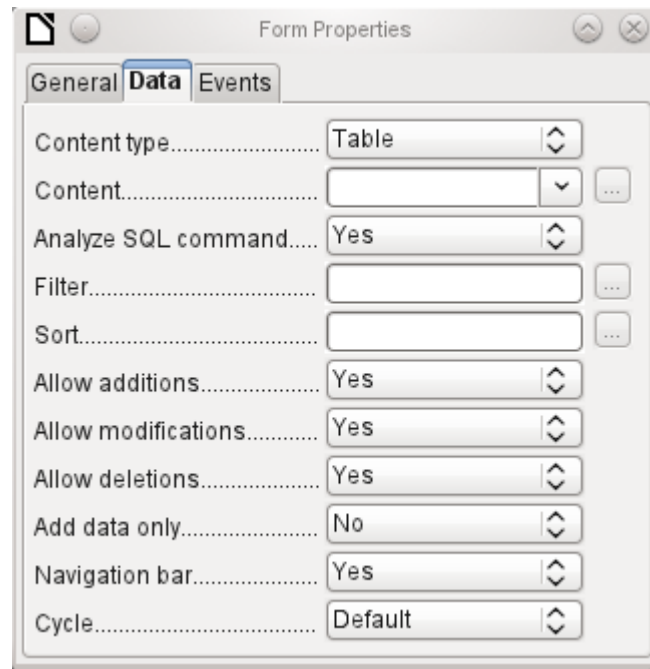 Form Properties
General Data Events
Content type........................ Table
Content.................................. ...
Analyze SQL command..... Yes
Filter.................................... ...
Sort...................................... ...
Allow additions.................... Yes
Allow modifications............ Yes
Allow deletions.................... Yes
Add data only....................... No
Navigation bar...................... Yes
Cycle..................................... Default